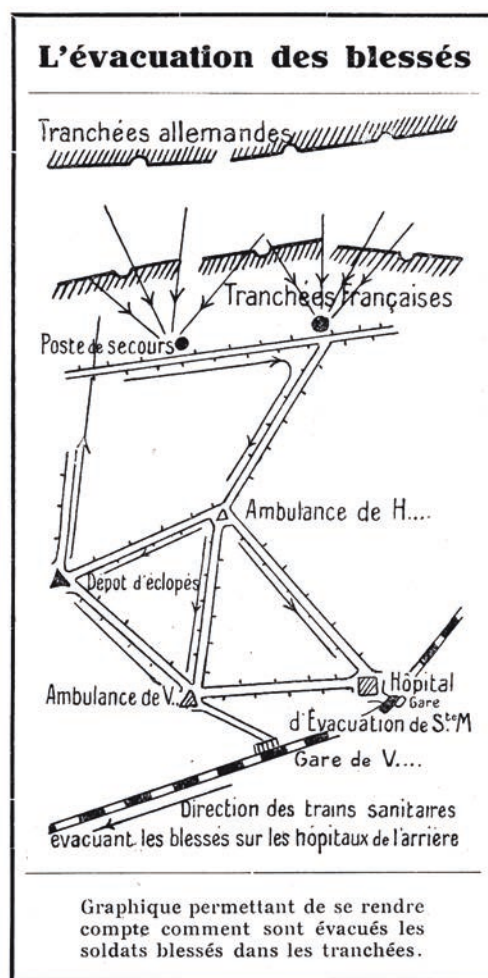 L'évacuation des blessés
Tranchées allemandes
Tranchées françaises
Poste de secours
Ambulance de H....
Dépot d'éclopés
Ambulance de V..
Hôpital
Gare
d'Évacuation de Ste M
Gare de V....
Direction des trains sanitaires
évacuant les blessés sur les hôpitaux de l'arrière
Graphique permettant de se rendre
compte comment sont évacués les
soldats blessés dans les tranchées.